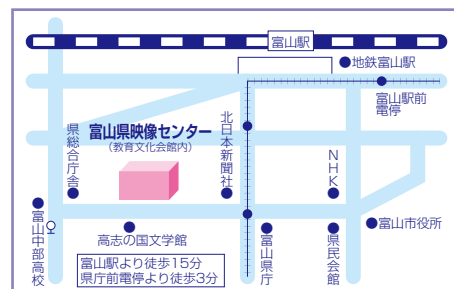 富山駅
地鉄富山駅
富山駅前
電停
富山県映像センター
(教育文化会館内)
県総合庁舎
北日本新聞社
NHK
富山中部高校
高志の国文学館
富山県庁
県民会館
富山市役所
富山駅より徒歩15分
県庁前電停より徒歩3分